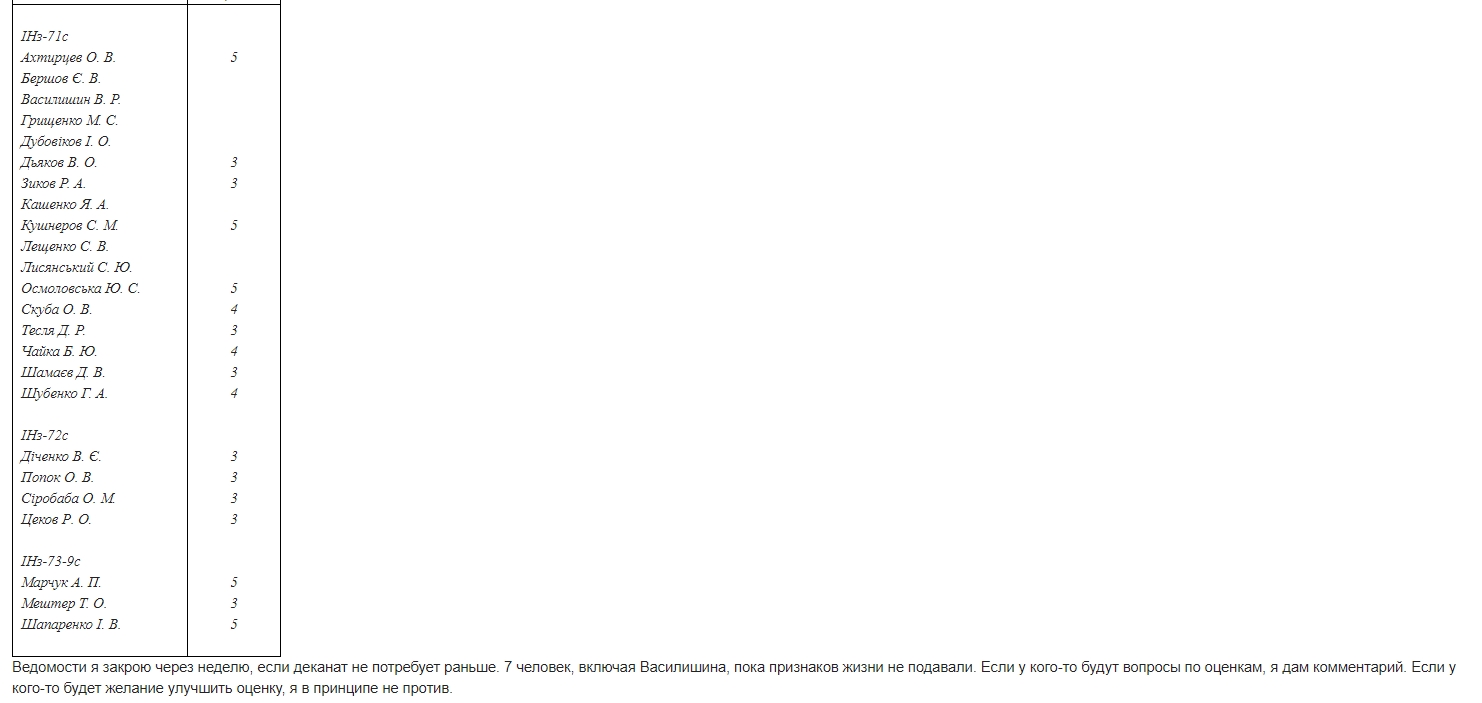 ІНз-71с
Ахтирцев О. В. 5
Бершов Є. В.
Василишин В. Р.
Грищенко М. С.
Дубовіков І. О.
Дьяков В. О. 3
Зиков Р. А. 3
Кашенко Я. А.
Кушнеров С. М. 5
Лещенко С. В.
Лисянський С. Ю.
Осмоловська Ю. С. 5
Скуба О. В. 4
Тесля Д. Р. 3
Чайка Б. Ю. 4
Шамаєв Д. В. 3
Шубенко Г. А. 4
ІНз-72с
Діченко В. Є. 3
Попок О. В. 3
Сіробаба О. М. 3
Цеков Р. О. 3
ІНз-73-9с
Марчук А. П. 5
Мештер Т. О. 3
Шапаренко І. В. 5
Ведомости я закрою через неделю, если деканат не потребует раньше. 7 человек, включая Василишина, пока признаков жизни не подавали. Если у кого-то будут вопросы по оценкам, я дам комментарий. Если у
кого-то будет желание улучшить оценку, я в принципе не против.